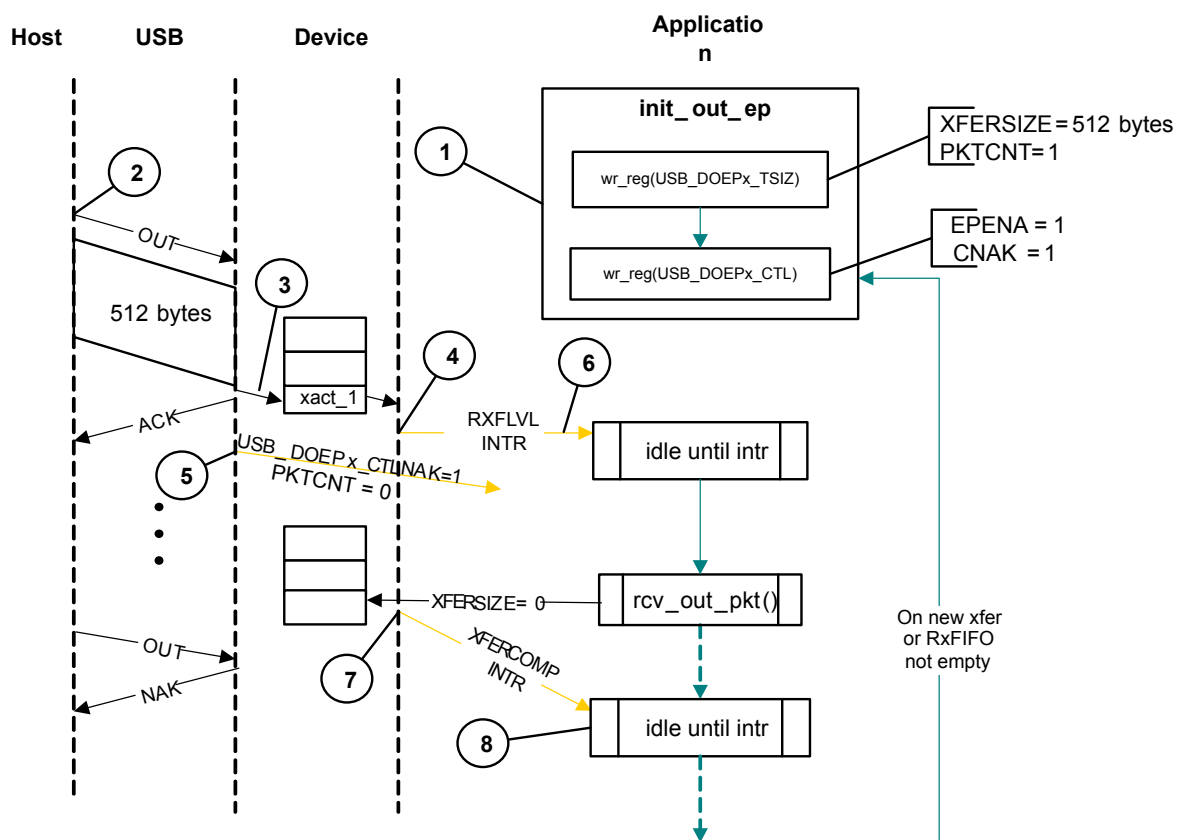 Host
USB
Device
Applicatio
n
init_out_ep
XFERSIZE = 512 bytes
PKTCNT= 1
1
wr_reg(USB_DOEPx_TSIZ)
2
EPENA = 1
CNAK = 1
OUT
wr_reg(USB_DOEPx_CTL)
3
512 bytes
4
6
xact_1
ACK
RXFLVL
INTR
idle until intr
USB_DOEPx_CTLNAK=1
PKTCNT = 0
5
XFERSIZE= 0
rcv_out_pkt()
On new xfer
or RxFIFO
not empty
OUT
XFERCOMP
INTR
NAK
7
idle until intr
8